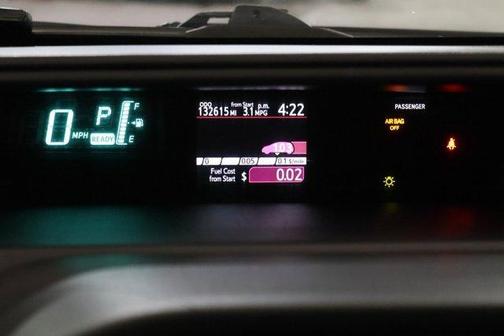 0 MPH
P
READY
F
E
ODO from Start p.m.
132615 MI 3.1 MPG 4:22
0 0.05 0.1 $/mile
Fuel Cost
from Start $ 0.02
PASSENGER
AIR BAG
OFF